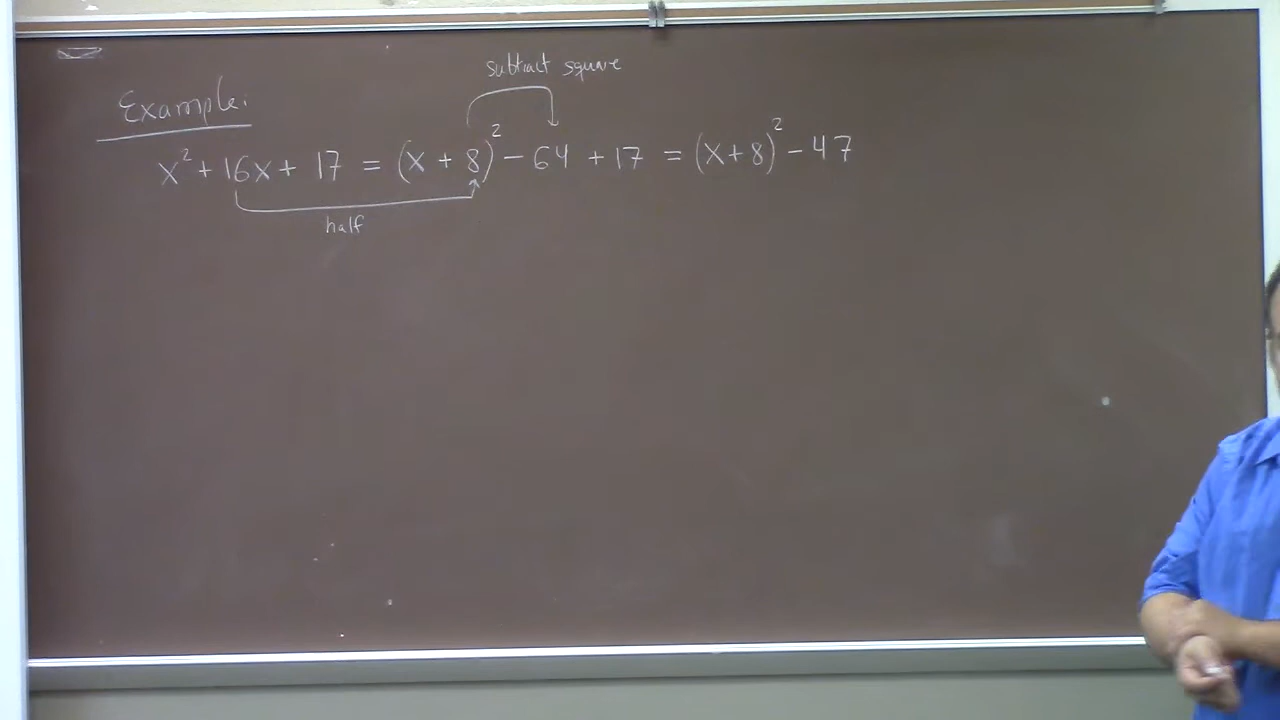 subtract square
Example:
x² + 16x + 17 = (x + 8)² - 64 + 17 = (x + 8)² - 47
half